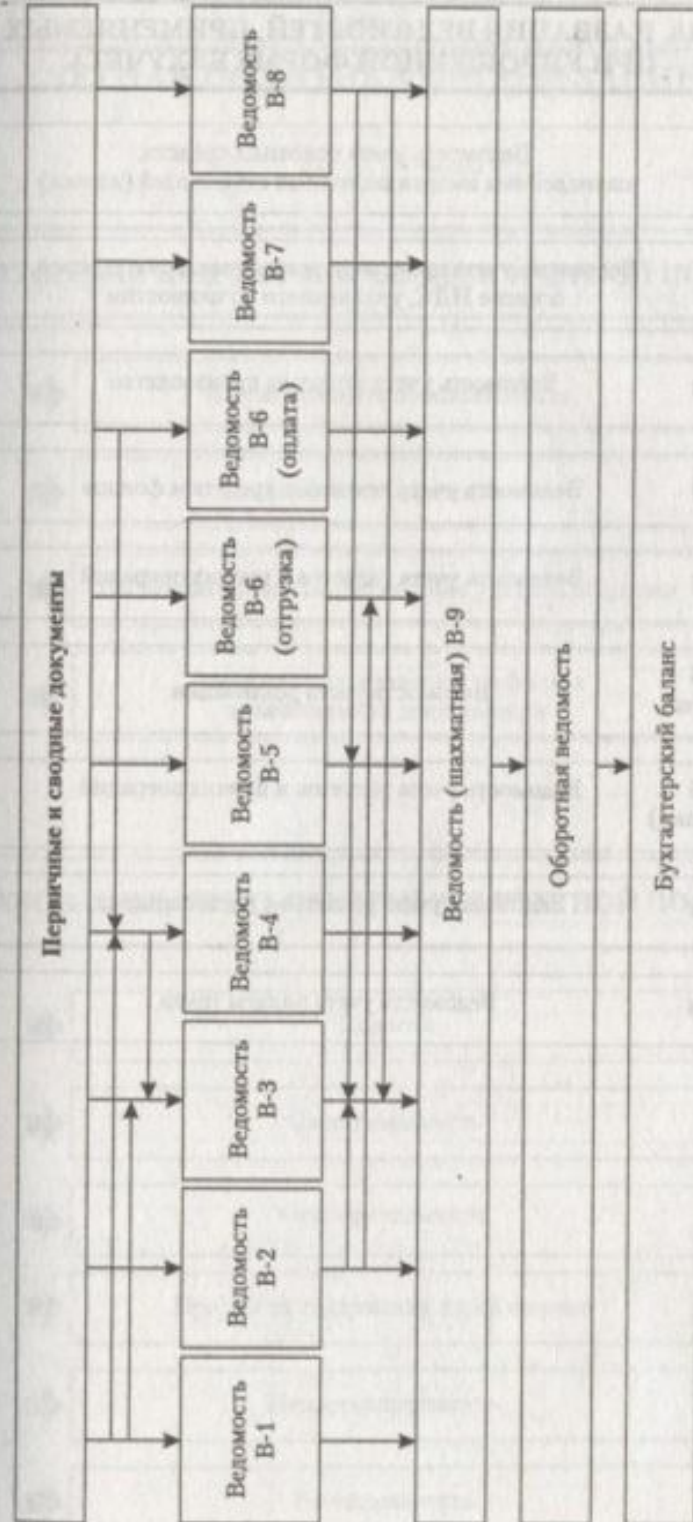 Первичные и сводные документы
Ведомость
В-1
Ведомость
В-2
Ведомость
В-3
Ведомость
В-4
Ведомость
В-5
Ведомость
В-6
(отгрузка)
Ведомость
В-6
(оплата)
Ведомость
В-7
Ведомость
В-8
Ведомость (шахматная) В-9
Оборотная ведомость
Бухгалтерский баланс